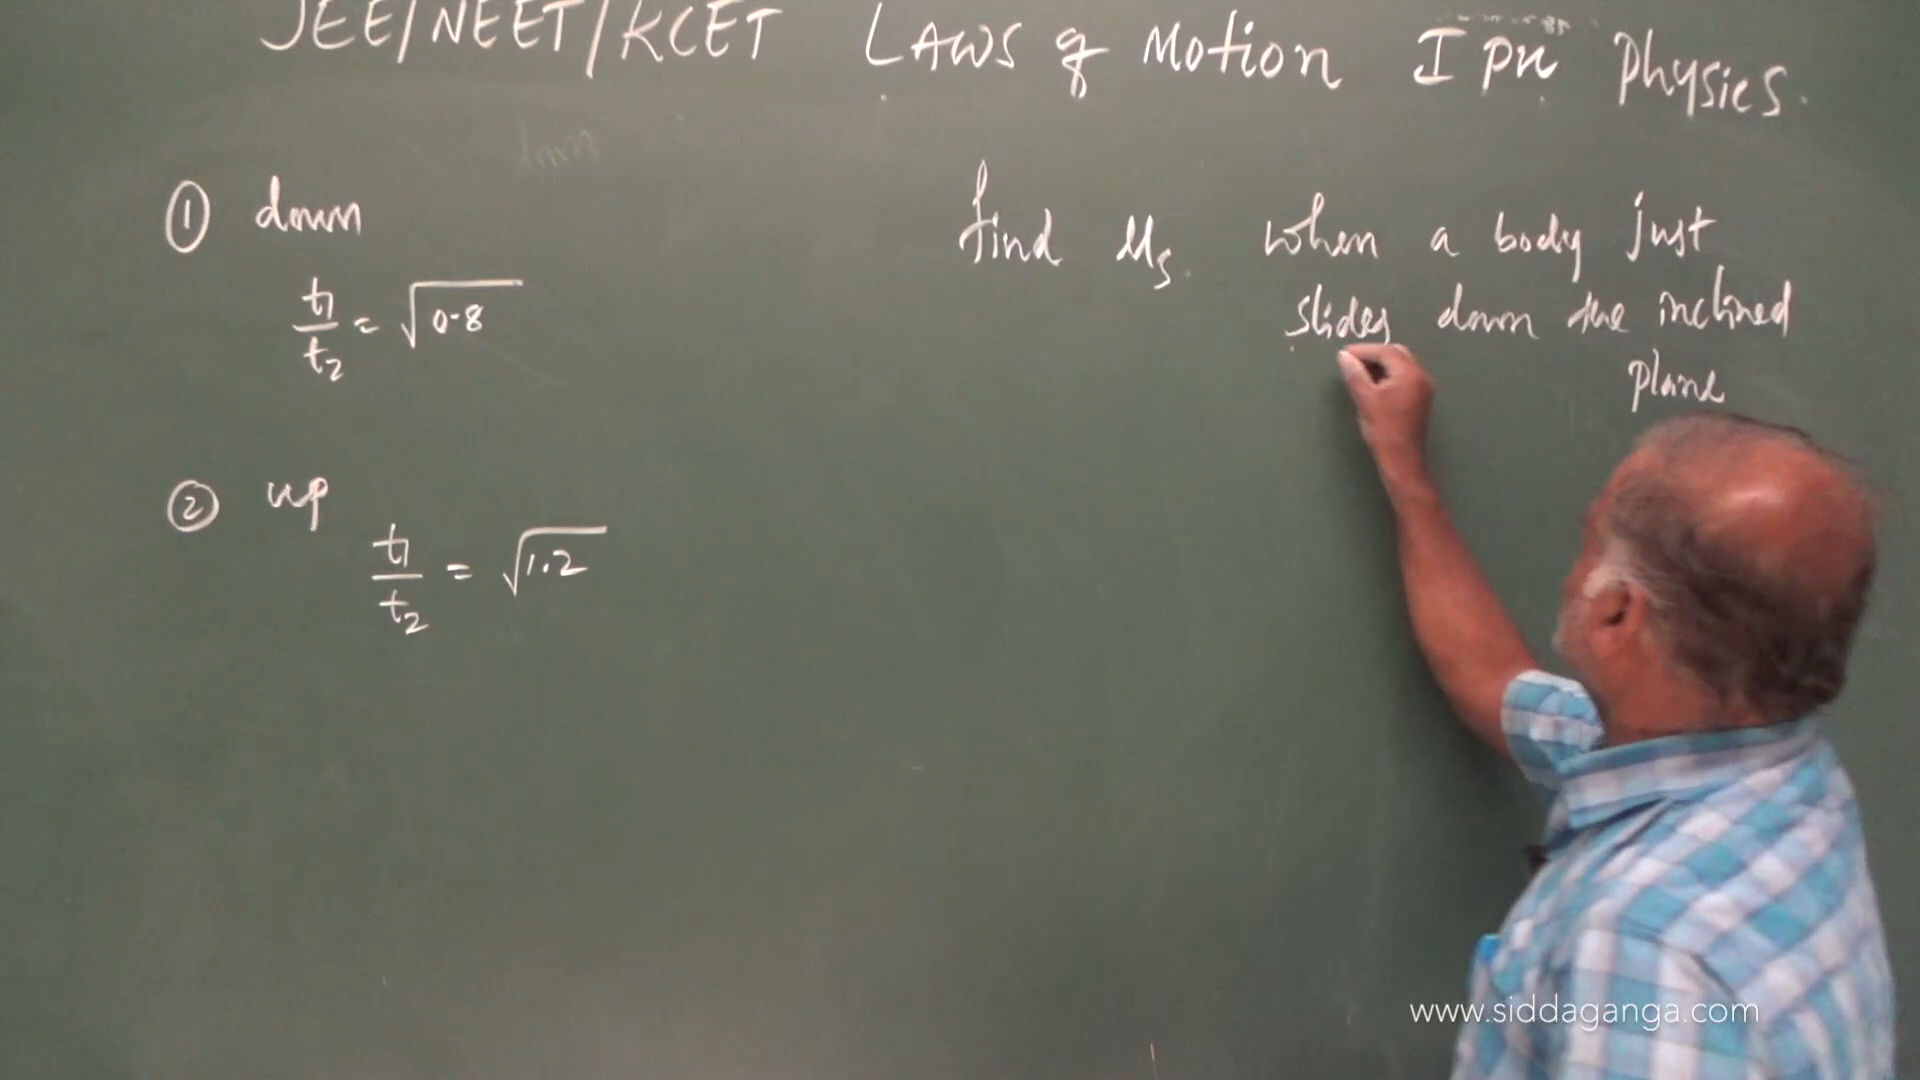 JEE/NEET/KCET LAWS of MOTION I PU Physics.
① down
t1/t2 = √0.8
② up
t1/t2 = √1.2
find μs. when a body just
slides down the inclined
plane
www.siddaganga.com